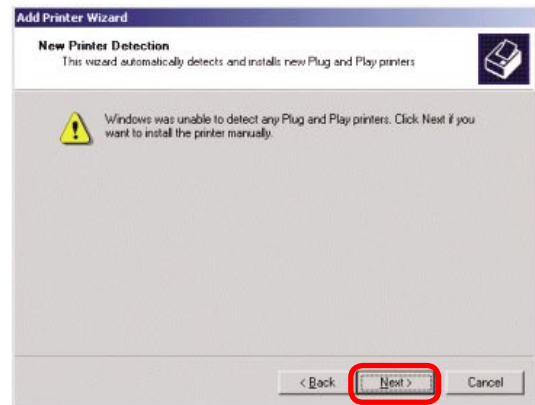 Add Printer Wizard
New Printer Detection
This wizard automatically detects and installs new Plug and Play printers
Windows was unable to detect any Plug and Play printers. Click Next if you
want to install the printer manually.
< Back Next > Cancel